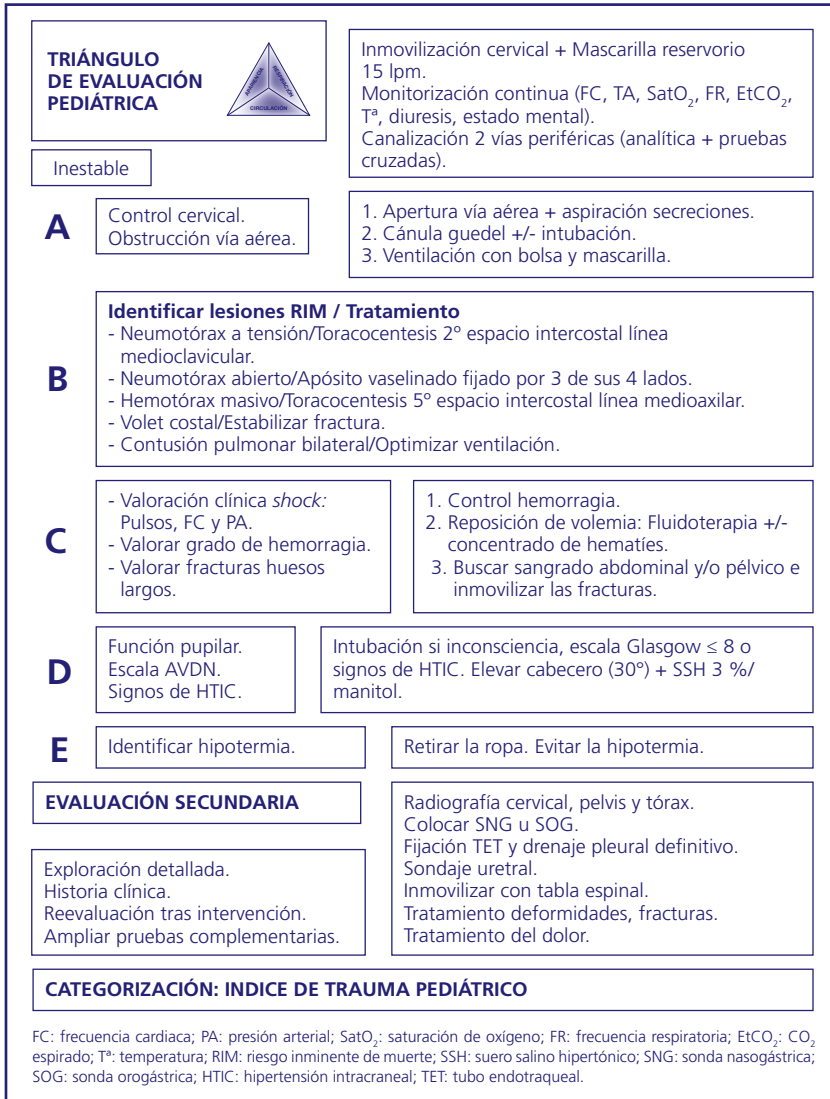 TRIÁNGULO
DE EVALUACIÓN
PEDIÁTRICA
APARIENCIA
RESPIRACIÓN
CIRCULACIÓN
Inmovilización cervical + Mascarilla reservorio
15 lpm.
Monitorización continua (FC, TA, SatO₂, FR, EtCO₂,
Tª, diuresis, estado mental).
Canalización 2 vías periféricas (analítica + pruebas
cruzadas).
Inestable
A
Control cervical.
Obstrucción vía aérea.
1. Apertura vía aérea + aspiración secreciones.
2. Cánula guedel +/- intubación.
3. Ventilación con bolsa y mascarilla.
B
Identificar lesiones RIM / Tratamiento
- Neumotórax a tensión/Toracocentesis 2º espacio intercostal línea
medioclavicular.
- Neumotórax abierto/Apósito vaselinado fijado por 3 de sus 4 lados.
- Hemotórax masivo/Toracocentesis 5º espacio intercostal línea medioaxilar.
- Volet costal/Estabilizar fractura.
- Contusión pulmonar bilateral/Optimizar ventilación.
C
- Valoración clínica shock:
Pulsos, FC y PA.
- Valorar grado de hemorragia.
- Valorar fracturas huesos
largos.
1. Control hemorragia.
2. Reposición de volemia: Fluidoterapia +/-
concentrado de hematíes.
3. Buscar sangrado abdominal y/o pélvico e
inmovilizar las fracturas.
D
Función pupilar.
Escala AVDN.
Signos de HTIC.
Intubación si inconsciencia, escala Glasgow ≤ 8 o
signos de HTIC. Elevar cabecero (30°) + SSH 3 %/
manitol.
E
Identificar hipotermia.
Retirar la ropa. Evitar la hipotermia.
EVALUACIÓN SECUNDARIA
Exploración detallada.
Historia clínica.
Reevaluación tras intervención.
Ampliar pruebas complementarias.
Radiografía cervical, pelvis y tórax.
Colocar SNG u SOG.
Fijación TET y drenaje pleural definitivo.
Sondaje uretral.
Inmovilizar con tabla espinal.
Tratamiento deformidades, fracturas.
Tratamiento del dolor.
CATEGORIZACIÓN: INDICE DE TRAUMA PEDIÁTRICO
FC: frecuencia cardiaca; PA: presión arterial; SatO₂: saturación de oxígeno; FR: frecuencia respiratoria; EtCO₂: CO₂
espirado; Tª: temperatura; RIM: riesgo inminente de muerte; SSH: suero salino hipertónico; SNG: sonda nasogástrica;
SOG: sonda orogástrica; HTIC: hipertensión intracraneal; TET: tubo endotraqueal.